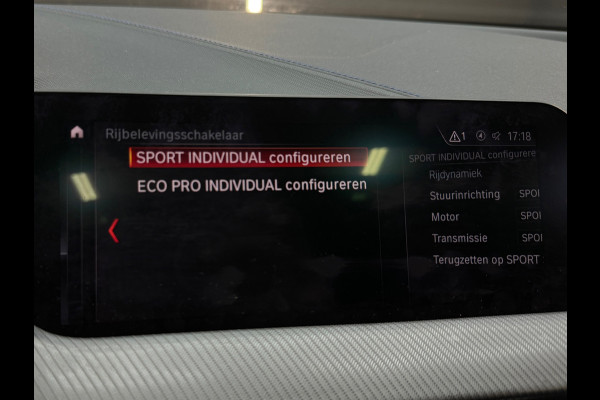 Rijbelevingsschakelaar
1 17:18
SPORT INDIVIDUAL configureren
ECO PRO INDIVIDUAL configureren
SPORT INDIVIDUAL configurere
Rijdynamiek
Stuurinrichting SPOI
Motor SPOI
Transmissie SPOI
Terugzetten op SPORT